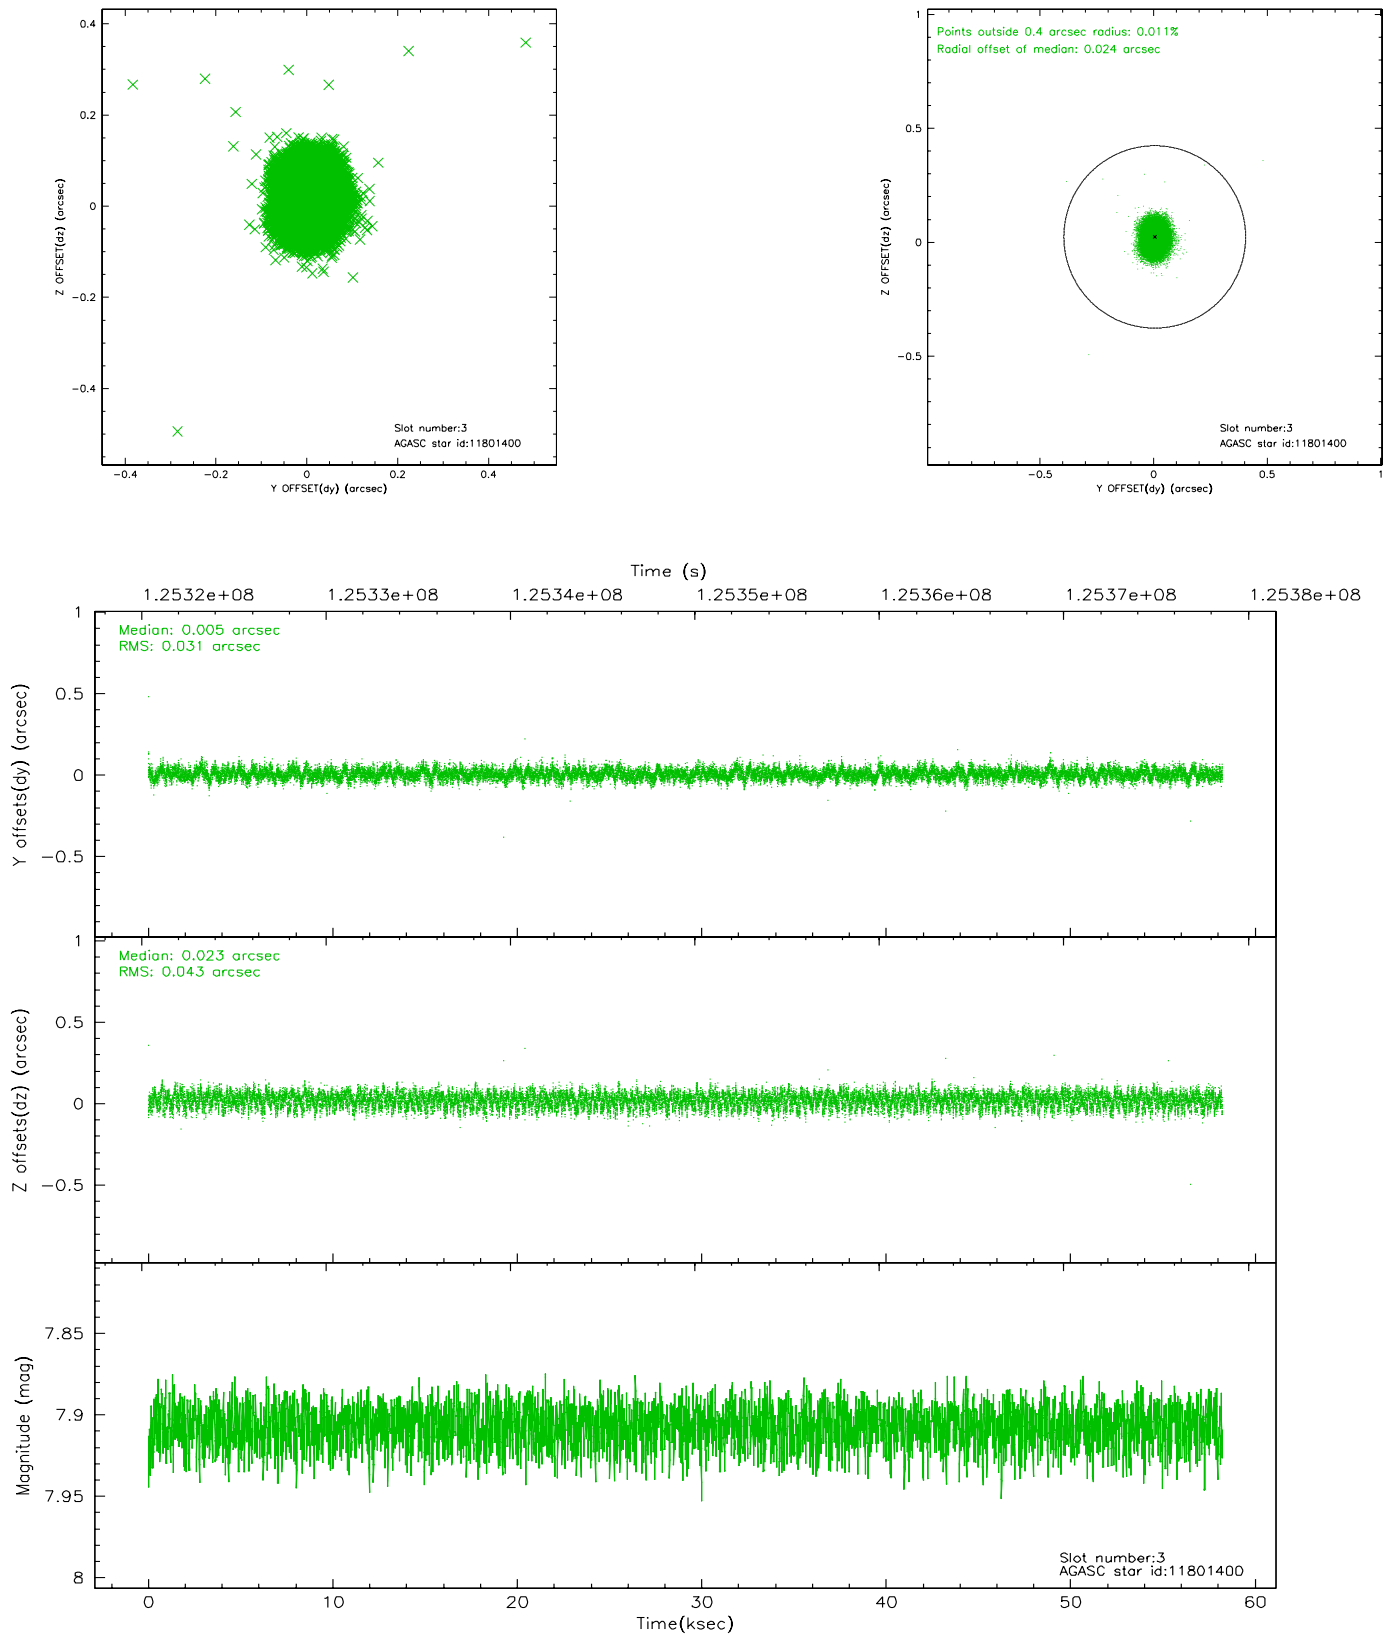 0.4
0.2
0
−0.2
−0.4
Z OFFSET(dz) (arcsec)
−0.4
−0.2
0
0.2
0.4
Y OFFSET(dy) (arcsec)
Slot number:3
AGASC star id:11801400
Points outside 0.4 arcsec radius: 0.011%
Radial offset of median: 0.024 arcsec
1
0.5
0
−0.5
Z OFFSET(dz) (arcsec)
−0.5
0
0.5
1
Y OFFSET(dy) (arcsec)
Slot number:3
AGASC star id:11801400
Time (s)
1.2532e+08
1.2533e+08
1.2534e+08
1.2535e+08
1.2536e+08
1.2537e+08
1.2538e+08
Median: 0.005 arcsec
RMS: 0.031 arcsec
1
0.5
0
−0.5
Y offsets(dy) (arcsec)
Median: 0.023 arcsec
RMS: 0.043 arcsec
1
0.5
0
−0.5
Z offsets(dz) (arcsec)
7.85
7.9
7.95
8
Magnitude (mag)
Slot number:3
AGASC star id:11801400
0
10
20
30
40
50
60
Time(ksec)